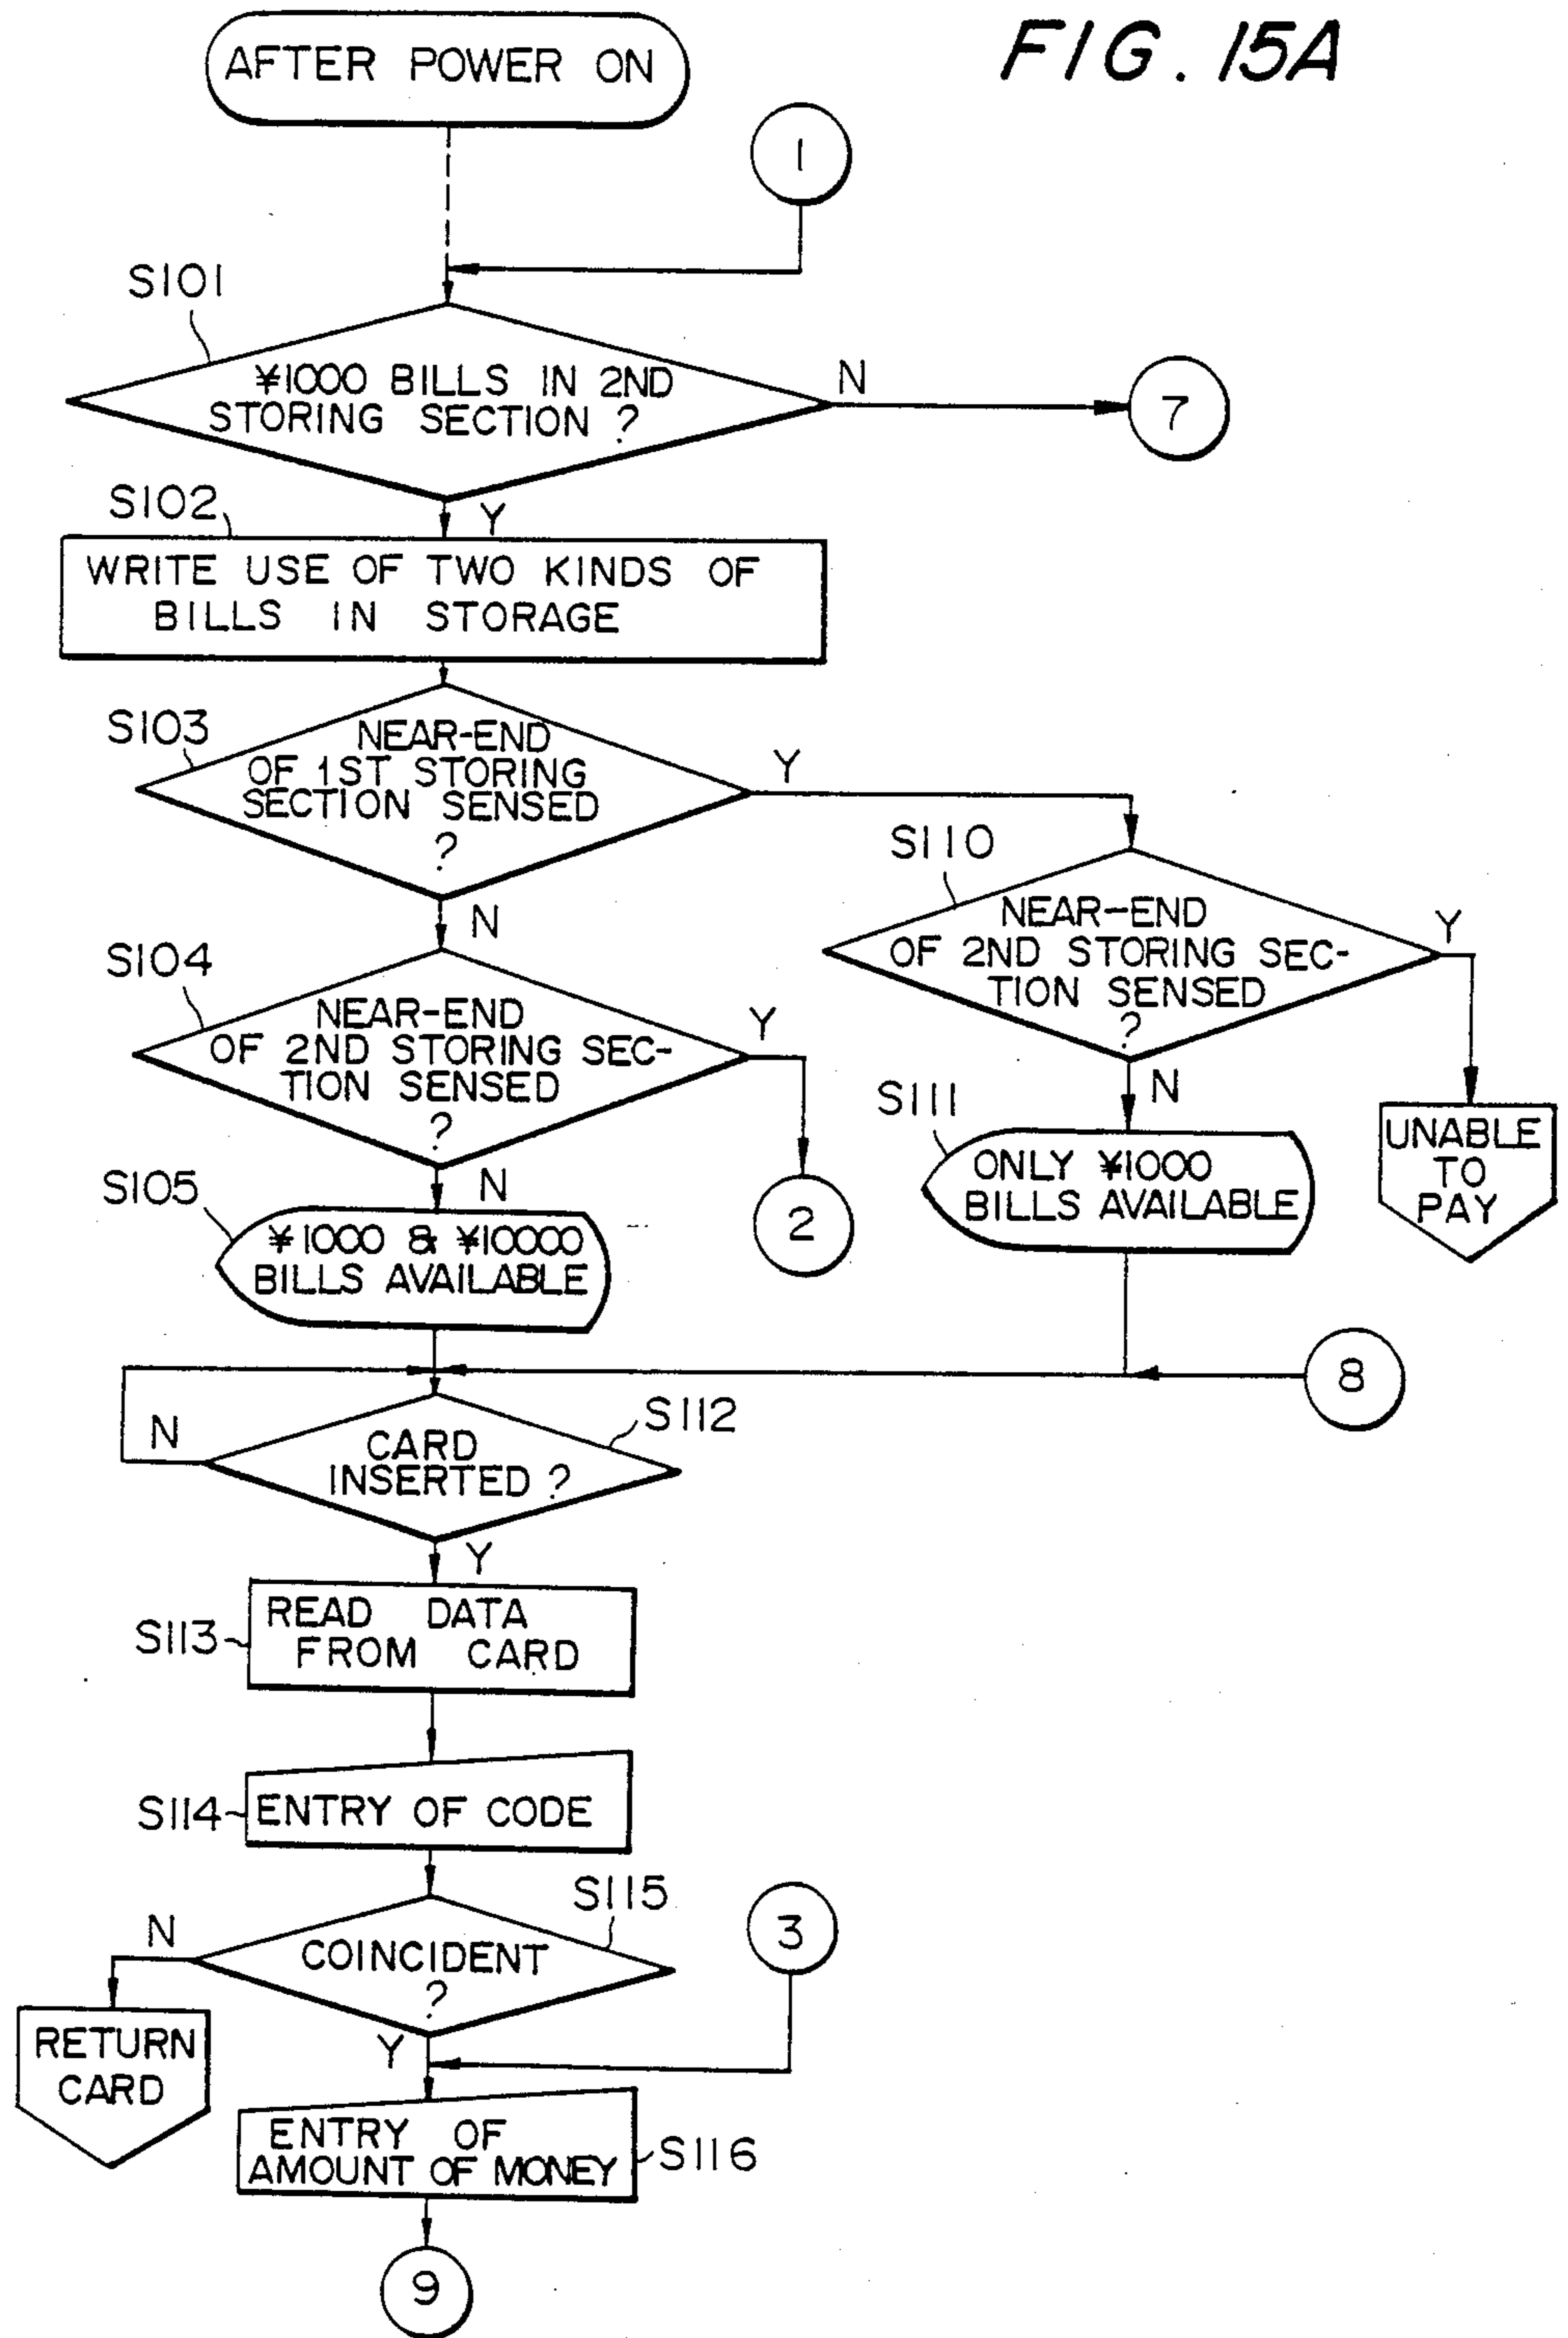 FIG. 15A
AFTER POWER ON
1
S101
¥1000 BILLS IN 2ND
STORING SECTION ?
N
7
Y
S102
WRITE USE OF TWO KINDS OF
BILLS IN STORAGE
S103
NEAR-END
OF 1ST STORING
SECTION SENSED
?
Y
N
S110
NEAR-END
OF 2ND STORING SEC-
TION SENSED
?
Y
N
UNABLE
TO
PAY
S111
ONLY ¥1000
BILLS AVAILABLE
S104
NEAR-END
OF 2ND STORING SEC-
TION SENSED
?
Y
N
2
S105
¥1000 & ¥10000
BILLS AVAILABLE
8
S112
CARD
INSERTED ?
N
Y
S113
READ DATA
FROM CARD
S114
ENTRY OF CODE
S115
COINCIDENT
?
N
Y
3
RETURN
CARD
ENTRY OF
AMOUNT OF MONEY
S116
9